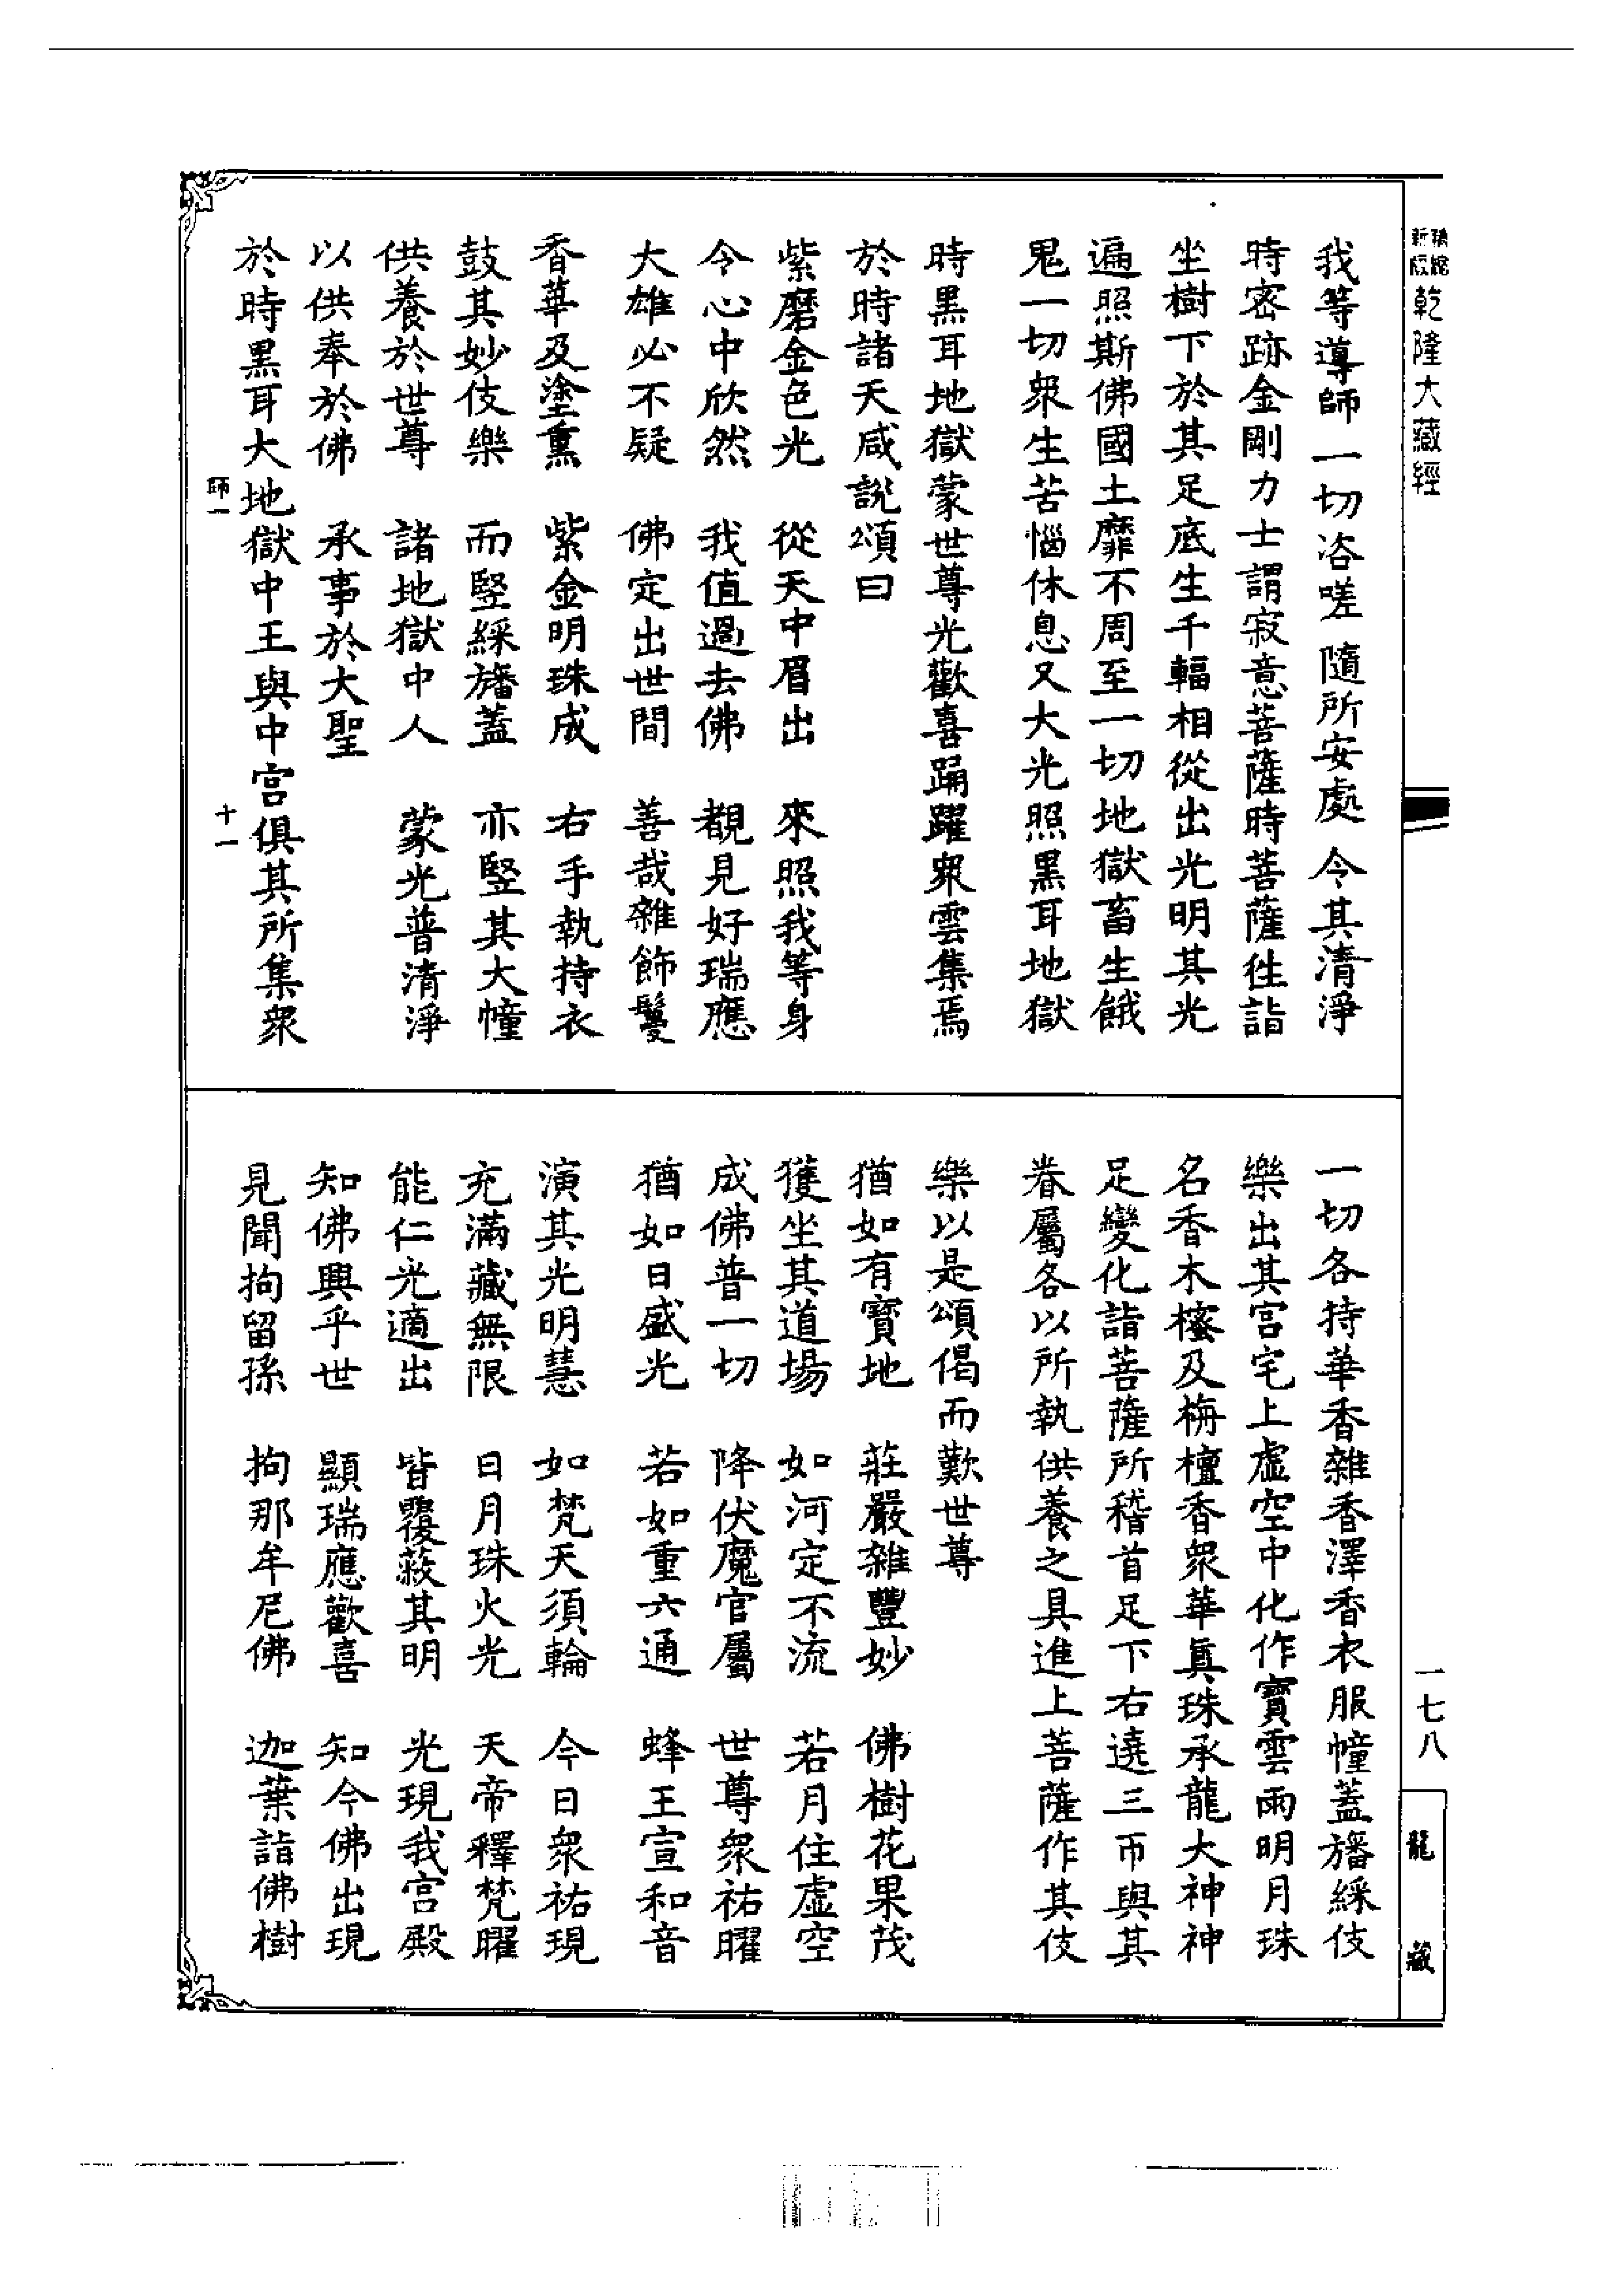 乾隆大藏經
一七八
龍藏
我等導師一切咨嗟隨所安處令其清淨
時密跡金剛力士謂寂意菩薩時菩薩往詣
坐樹下於其足底生千輻相從出光明其光
遍照斯佛國土靡不周至一切地獄畜生餓
鬼一切衆生苦惱休息又大光照黑耳地獄
時黑耳地獄蒙世尊光歡喜踊躍衆雲集焉
於時諸天咸說頌曰
紫磨金色光　從天中眉出　來照我等身
令心中欣然　我值過去佛　覩見好瑞應
大雄必不疑　佛定出世間　善哉雜飾鬘
香華及塗熏　紫金明珠成　右手執持衣
鼓其妙伎樂　而竪綵旛蓋　亦竪其大幢
供養於世尊　諸地獄中人　蒙光普清淨
以供奉於佛　承事於大聖
於時黑耳大地獄中王與中宮俱其所集衆
師一
十一
一切各持華香雜香澤香衣服幢蓋旛綵伎
樂出其宮宅上虛空中化作寶雲雨明月珠
名香木櫁及栴檀香衆華眞珠承龍大神神
足變化詣菩薩所稽首足下右遶三帀與其
眷屬各以所執供養之具進上菩薩作其伎
樂以是頌偈而歎世尊
猶如有寶地　莊嚴雜豐妙　佛樹花果茂
獲坐其道場　如河定不流　若月住虛空
成佛普一切　降伏魔官屬　世尊衆祐曜
猶如日盛光　若如重六通　蜂王宣和音
演其光明慧　如梵天須輪　今日衆祐現
充滿藏無限　日月珠火光　天帝釋梵曜
能仁光適出　皆覆蔽其明　光現我宮殿
知佛興乎世　顯瑞應歡喜　知今佛出現
見聞拘留孫　拘那牟尼佛　迦葉詣佛樹